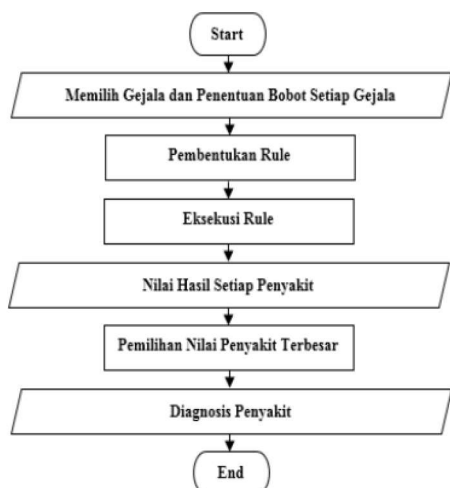 Start
Memilih Gejala dan Penentuan Bobot Setiap Gejala
Pembentukan Rule
Eksekusi Rule
Nilai Hasil Setiap Penyakit
Pemilihan Nilai Penyakit Terbesar
Diagnosis Penyakit
End